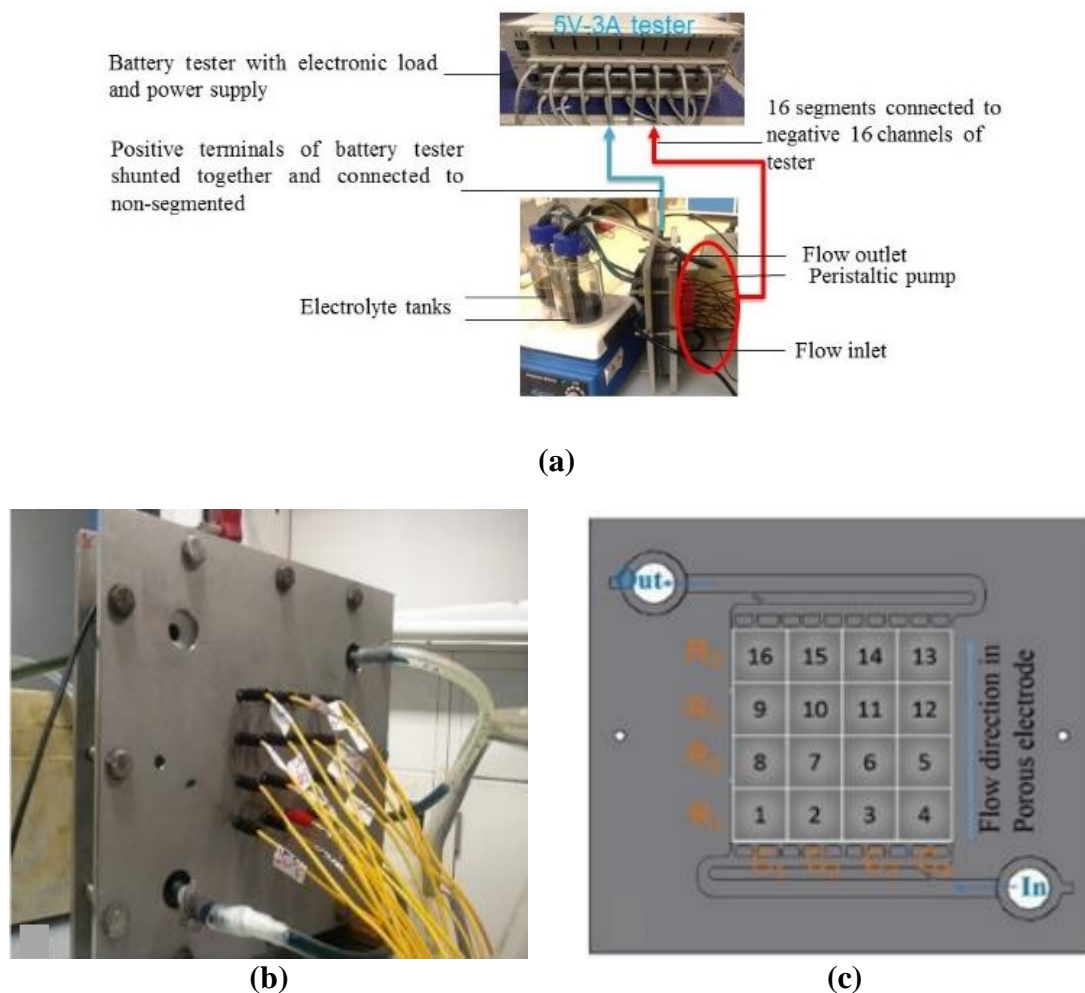 5V-3A tester
Battery tester with electronic load
and power supply
16 segments connected to
negative 16 channels of
tester
Positive terminals of battery tester
shunted together and connected to
non-segmented
Flow outlet
Peristaltic pump
Electrolyte tanks
Flow inlet
(a)
Out
16 15 14 13
9 10 11 12
8 7 6 5
1 2 3 4
Flow direction in
Porous electrode
In
(b)
(c)